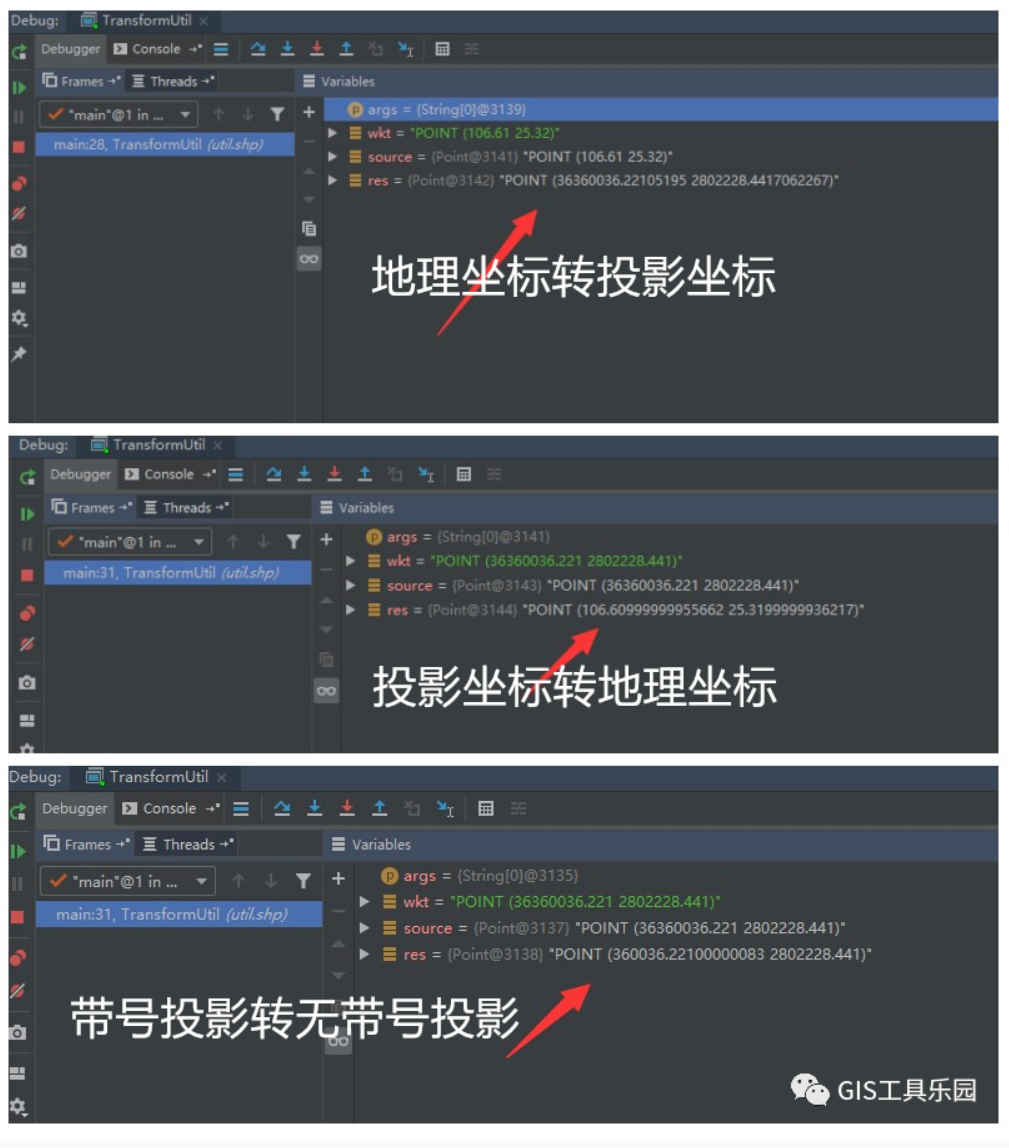 Debug: TransformUtil ×
Debugger Console
Frames Threads Variables
"main"@1 in ... args = {String[0]@3139}
wkt = "POINT (106.61 25.32)"
main:28, TransformUtil (util.shp)
source = {Point@3141} "POINT (106.61 25.32)"
res = {Point@3142} "POINT (36360036.22105195 2802228.4417062267)"
地理坐标转投影坐标
Debug: TransformUtil ×
Debugger Console
Frames Threads Variables
"main"@1 in ... args = {String[0]@3141}
wkt = "POINT (36360036.221 2802228.441)"
main:31, TransformUtil (util.shp)
source = {Point@3143} "POINT (36360036.221 2802228.441)"
res = {Point@3144} "POINT (106.60999999955662 25.3199999936217)"
投影坐标转地理坐标
Debug: TransformUtil ×
Debugger Console
Frames Threads Variables
"main"@1 in ... args = {String[0]@3135}
wkt = "POINT (36360036.221 2802228.441)"
main:31, TransformUtil (util.shp)
source = {Point@3137} "POINT (36360036.221 2802228.441)"
res = {Point@3138} "POINT (360036.22100000083 2802228.441)"
带号投影转无带号投影
GIS工具乐园